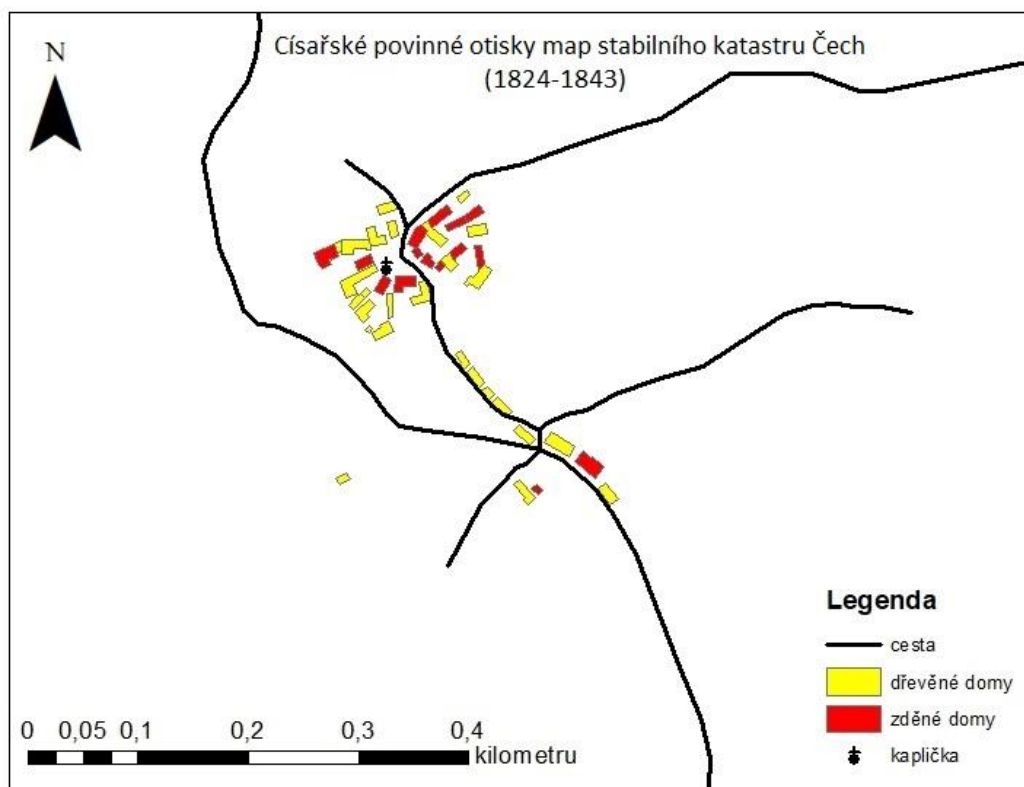 Císařské povinné otisky map stabilního katastru Čech
(1824-1843)
N
Legenda
cesta
dřevěné domy
zděné domy
kaplička
0 0,05 0,1 0,2 0,3 0,4
kilometru